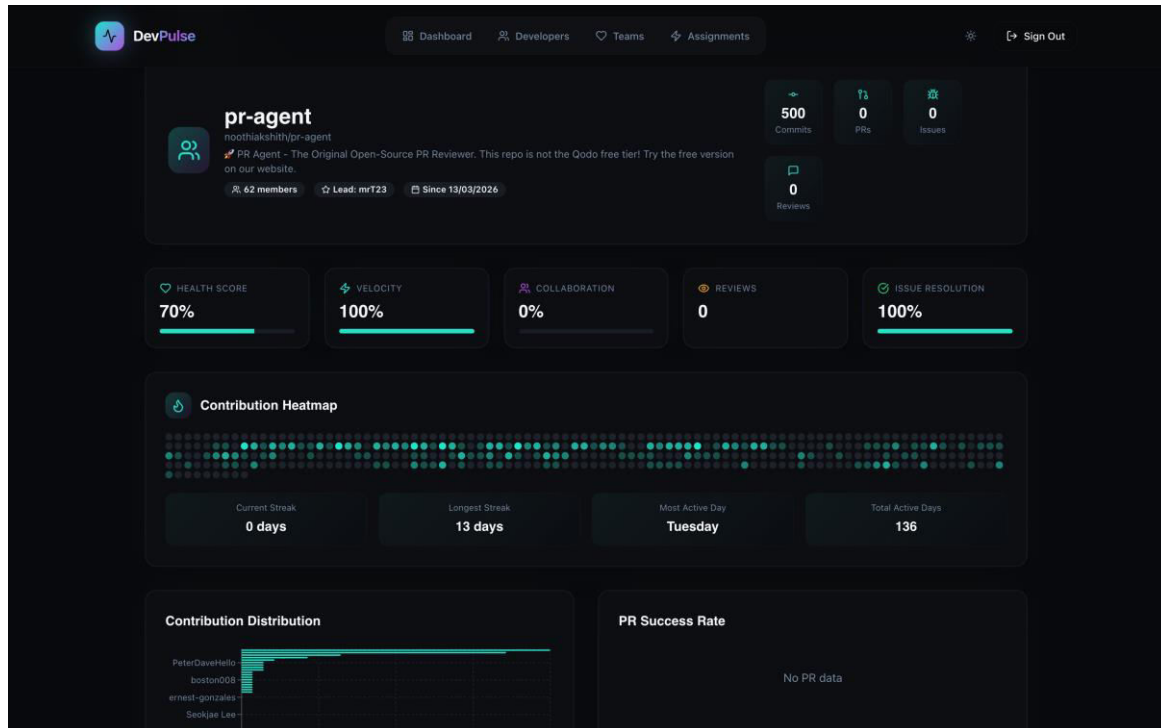 DevPulse
Dashboard
Developers
Teams
Assignments
Sign Out
pr-agent
noothiakshith/pr-agent
🚀 PR Agent - The Original Open-Source PR Reviewer. This repo is not the Qodo free tier! Try the free version
on our website.
62 members
Lead: mrT23
Since 13/03/2026
500
Commits
0
PRs
0
Issues
0
Reviews
HEALTH SCORE
70%
VELOCITY
100%
COLLABORATION
0%
REVIEWS
0
ISSUE RESOLUTION
100%
Contribution Heatmap
Current Streak
0 days
Longest Streak
13 days
Most Active Day
Tuesday
Total Active Days
136
Contribution Distribution
PeterDaveHello
boston008
ernest-gonzales
Seokjae Lee
PR Success Rate
No PR data